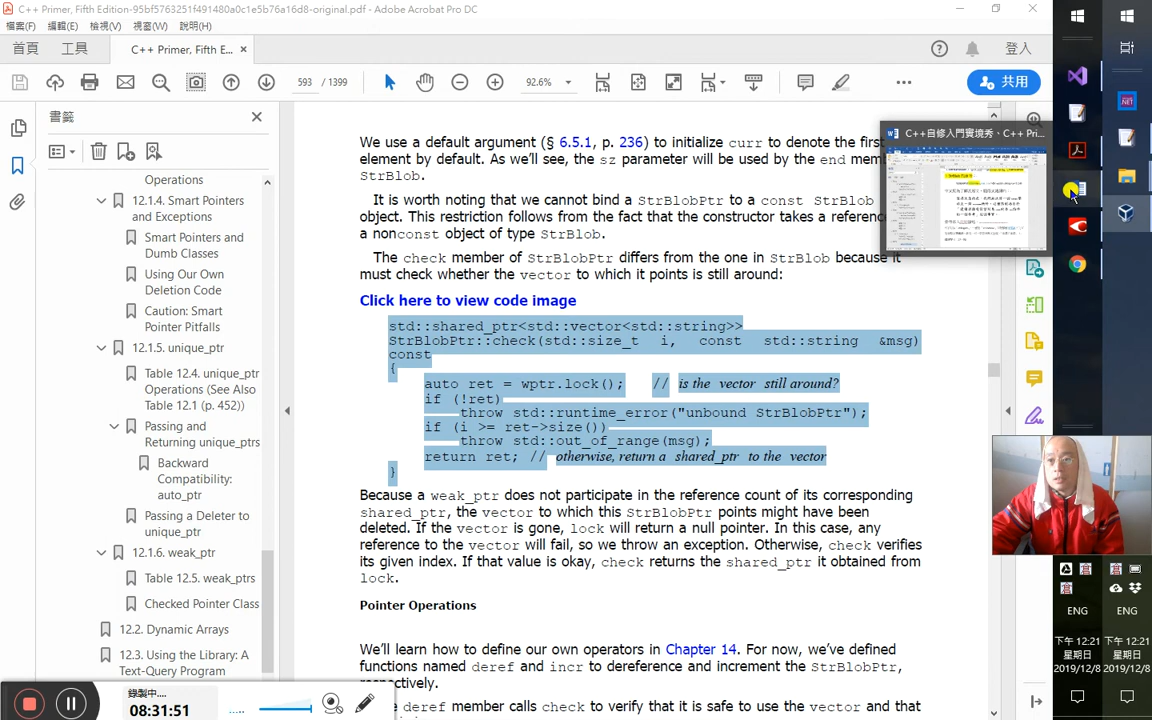 C++ Primer, Fifth Edition-95bf5763251f491480a0c1e5b76a16d8-original.pdf - Adobe Acrobat Pro DC
檔案(F) 編輯(E) 檢視(V) 視窗(W) 說明(H)
首頁 工具 C++ Primer, Fifth E... × 登入
593 / 1399 92.6% 共用
書籤
Operations
12.1.4. Smart Pointers
and Exceptions
Smart Pointers and
Dumb Classes
Using Our Own
Deletion Code
Caution: Smart
Pointer Pitfalls
12.1.5. unique_ptr
Table 12.4. unique_ptr
Operations (See Also
Table 12.1 (p. 452))
Passing and
Returning unique_ptrs
Backward
Compatibility:
auto_ptr
Passing a Deleter to
unique_ptr
12.1.6. weak_ptr
Table 12.5. weak_ptrs
Checked Pointer Class
12.2. Dynamic Arrays
12.3. Using the Library: A
Text-Query Program
We use a default argument (§ 6.5.1, p. 236) to initialize curr to denote the first
element by default. As we'll see, the sz parameter will be used by the end mem
StrBlob.
It is worth noting that we cannot bind a StrBlobPtr to a const StrBlob
object. This restriction follows from the fact that the constructor takes a referenc
a nonconst object of type StrBlob.
The check member of StrBlobPtr differs from the one in StrBlob because it
must check whether the vector to which it points is still around:
Click here to view code image
std::shared_ptr<std::vector<std::string>>
StrBlobPtr::check(std::size_t i, const std::string &msg)
const
{
auto ret = wptr.lock(); // is the vector still around?
if (!ret)
throw std::runtime_error("unbound StrBlobPtr");
if (i >= ret->size())
throw std::out_of_range(msg);
return ret; // otherwise, return a shared_ptr to the vector
}
Because a weak_ptr does not participate in the reference count of its corresponding
shared_ptr, the vector to which this StrBlobPtr points might have been
deleted. If the vector is gone, lock will return a null pointer. In this case, any
reference to the vector will fail, so we throw an exception. Otherwise, check verifies
its given index. If that value is okay, check returns the shared_ptr it obtained from
lock.
Pointer Operations
We'll learn how to define our own operators in Chapter 14. For now, we've defined
functions named deref and incr to dereference and increment the StrBlobPtr,
respectively.
deref member calls check to verify that it is safe to use the vector and that
C++自修入門實境秀、C++ Pri...
.NET
ENG ENG
下午 12:21 下午 12:21
星期日 星期日
2019/12/8 2019/12/8
錄製中....
08:31:51